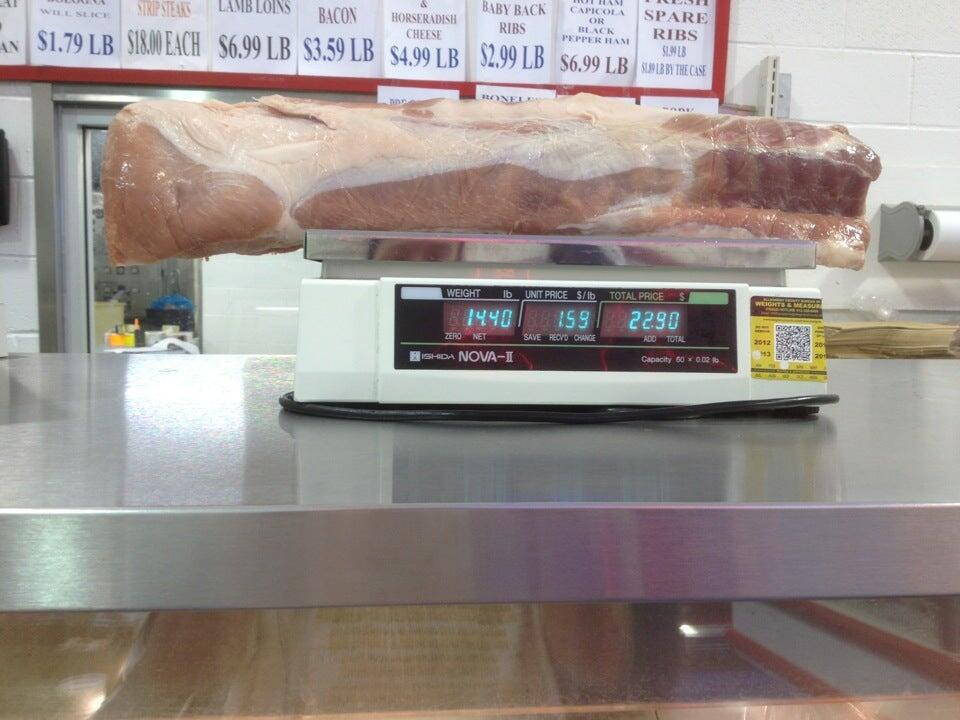 WILL SLICE
$1.79 LB
STRIP STEAKS
$18.00 EACH
LAMB LOINS
$6.99 LB
BACON
$3.59 LB
&
HORSERADISH
CHEESE
$4.99 LB
BABY BACK
RIBS
$2.99 LB
HOT HAM
CAPICOLA
OR
BLACK
PEPPER HAM
$6.99 LB
FRESH
SPARE
RIBS
$1.99 LB
$1.89 LB BY THE CASE
WEIGHT lb UNIT PRICE $/lb TOTAL PRICE $
14.40 1.59 22.90
ZERO NET SAVE REC'D CHANGE ADD TOTAL
ISHIDA NOVA-II Capacity 60 x 0.02 lb
WEIGHTS & MEASURES
2012